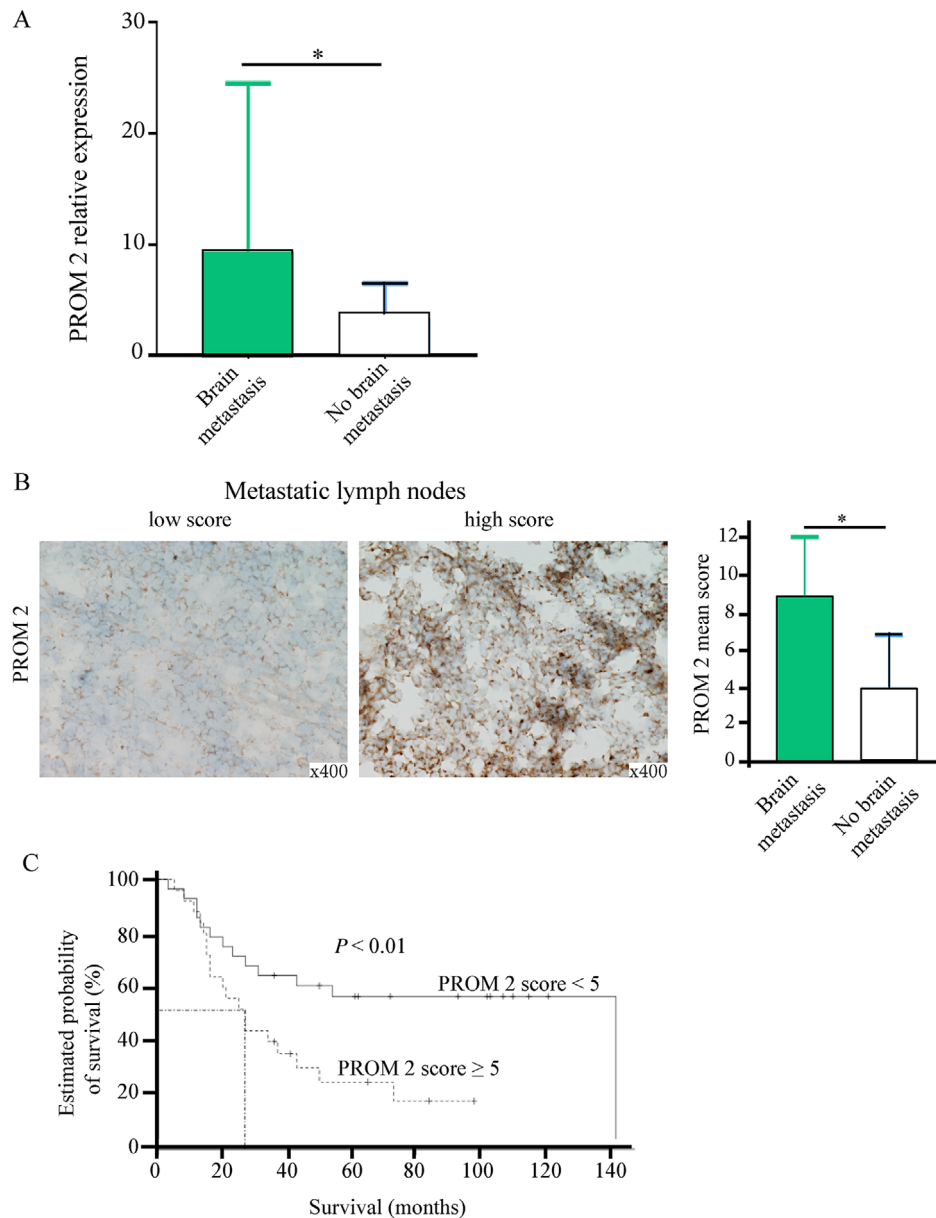 A
30
20
10
0
PROM 2 relative expression
*
Brain
metastasis
No brain
metastasis
B
Metastatic lymph nodes
low score
high score
PROM 2
x400
x400
PROM 2 mean score
12
10
8
6
4
2
0
*
Brain
metastasis
No brain
metastasis
C
Estimated probability
of survival (%)
100
80
60
40
20
0
P < 0.01
PROM 2 score < 5
PROM 2 score ≥ 5
0 20 40 60 80 100 120 140
Survival (months)